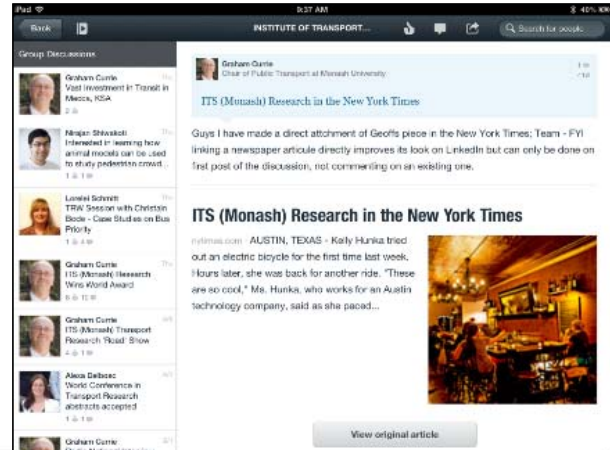 iPad
9:37 AM
40%
Back
INSTITUTE OF TRANSPORT...
Search for people
Group Discussions
Graham Currie
Vast Investment in Transit in
Mecca, KSA
Nirajan Shiwakoti
Interested in learning how
animal models can be used
to study pedestrian crowd...
Lorelei Schmitt
TRW Session with Christain
Bode - Case Studies on Bus
Priority
Graham Currie
ITS (Monash) Research
Wins World Award
Graham Currie
ITS (Monash) Transport
Research 'Road' Show
Alexa Delbosc
World Conference in
Transport Research
abstracts accepted
Graham Currie
Graham Currie
Chair of Public Transport at Monash University
ITS (Monash) Research in the New York Times
Guys I have made a direct attchment of Geoffs piece in the New York Times; Team - FYI
linking a newspaper articule directly improves its look on LinkedIn but can only be done on
first post of the discussion, not commenting on an existing one.
ITS (Monash) Research in the New York Times
nytimes.com · AUSTIN, TEXAS - Kelly Hunka tried
out an electric bicycle for the first time last week.
Hours later, she was back for another ride. "These
are so cool," Ms. Hunka, who works for an Austin
technology company, said as she paced...
View original article